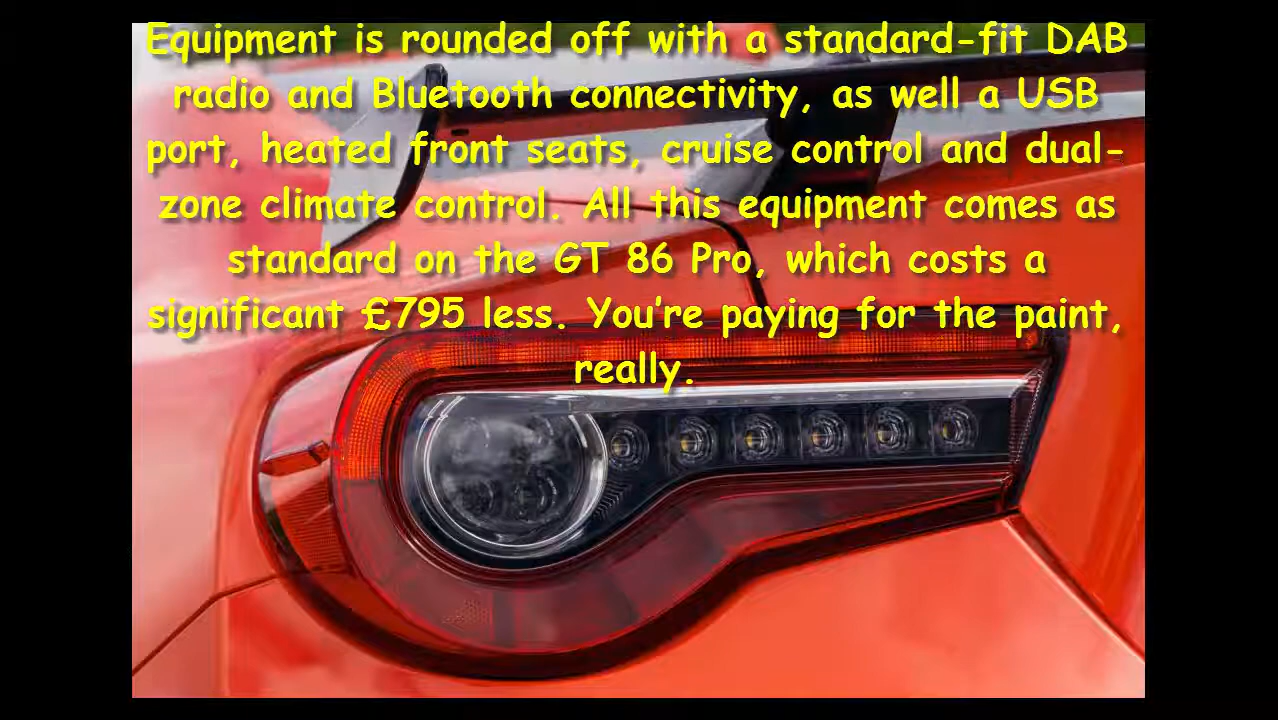 Equipment is rounded off with a standard-fit DAB
radio and Bluetooth connectivity, as well a USB
port, heated front seats, cruise control and dual-
zone climate control. All this equipment comes as
standard on the GT 86 Pro, which costs a
significant £795 less. You’re paying for the paint,
really.